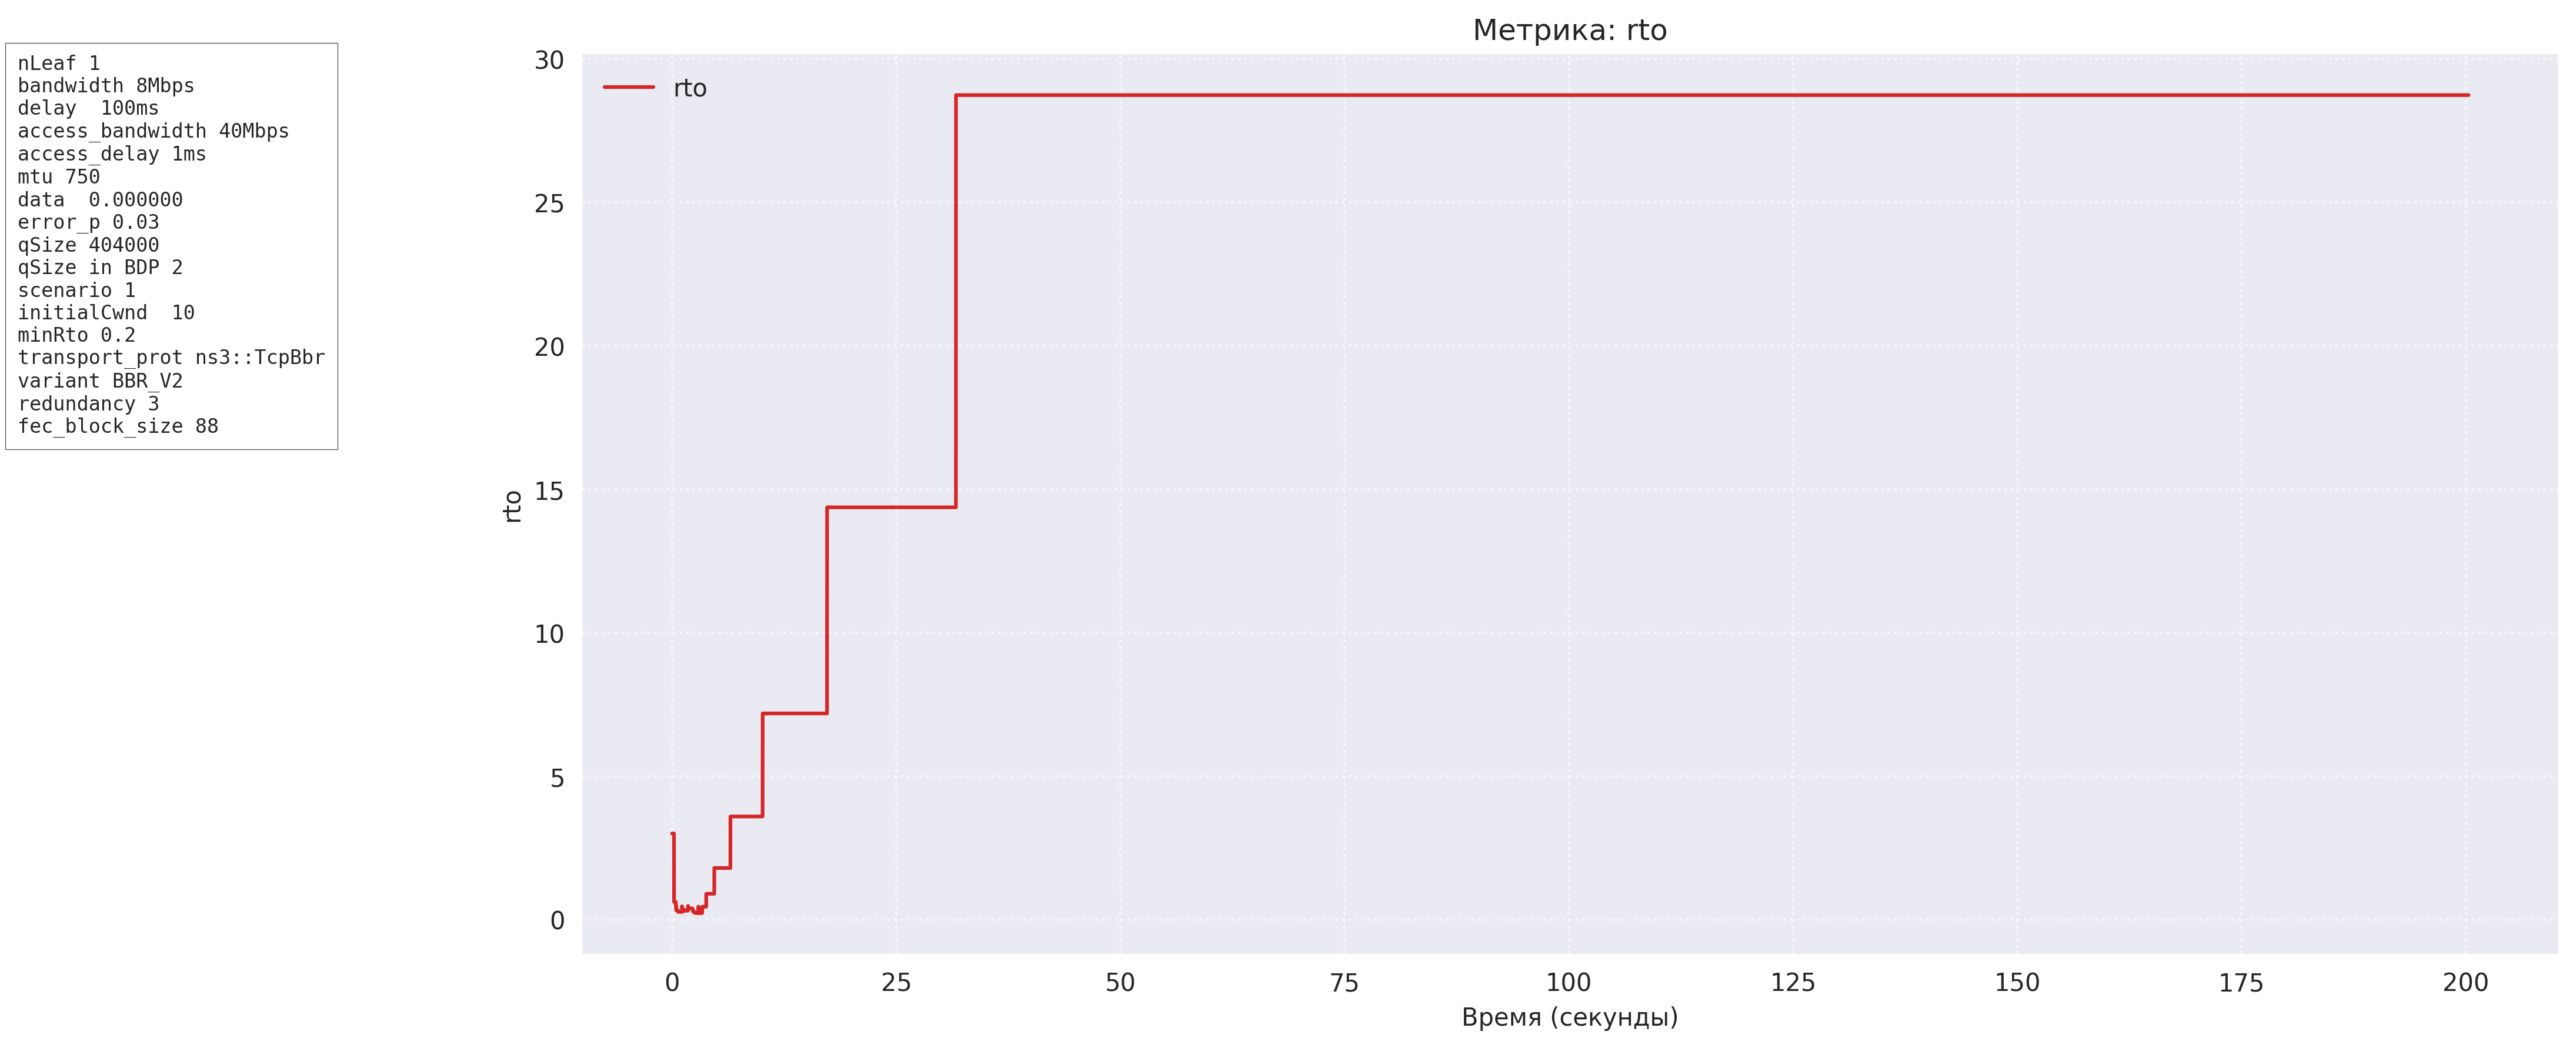 Метрика: rto
nLeaf 1
bandwidth 8Mbps
delay  100ms
access_bandwidth 40Mbps
access_delay 1ms
mtu 750
data  0.000000
error_p 0.03
qSize 404000
qSize in BDP 2
scenario 1
initialCwnd  10
minRto 0.2
transport_prot ns3::TcpBbr
variant BBR_V2
redundancy 3
fec_block_size 88
rto
30
25
20
15
10
5
0
rto
0 25 50 75 100 125 150 175 200
Время (секунды)